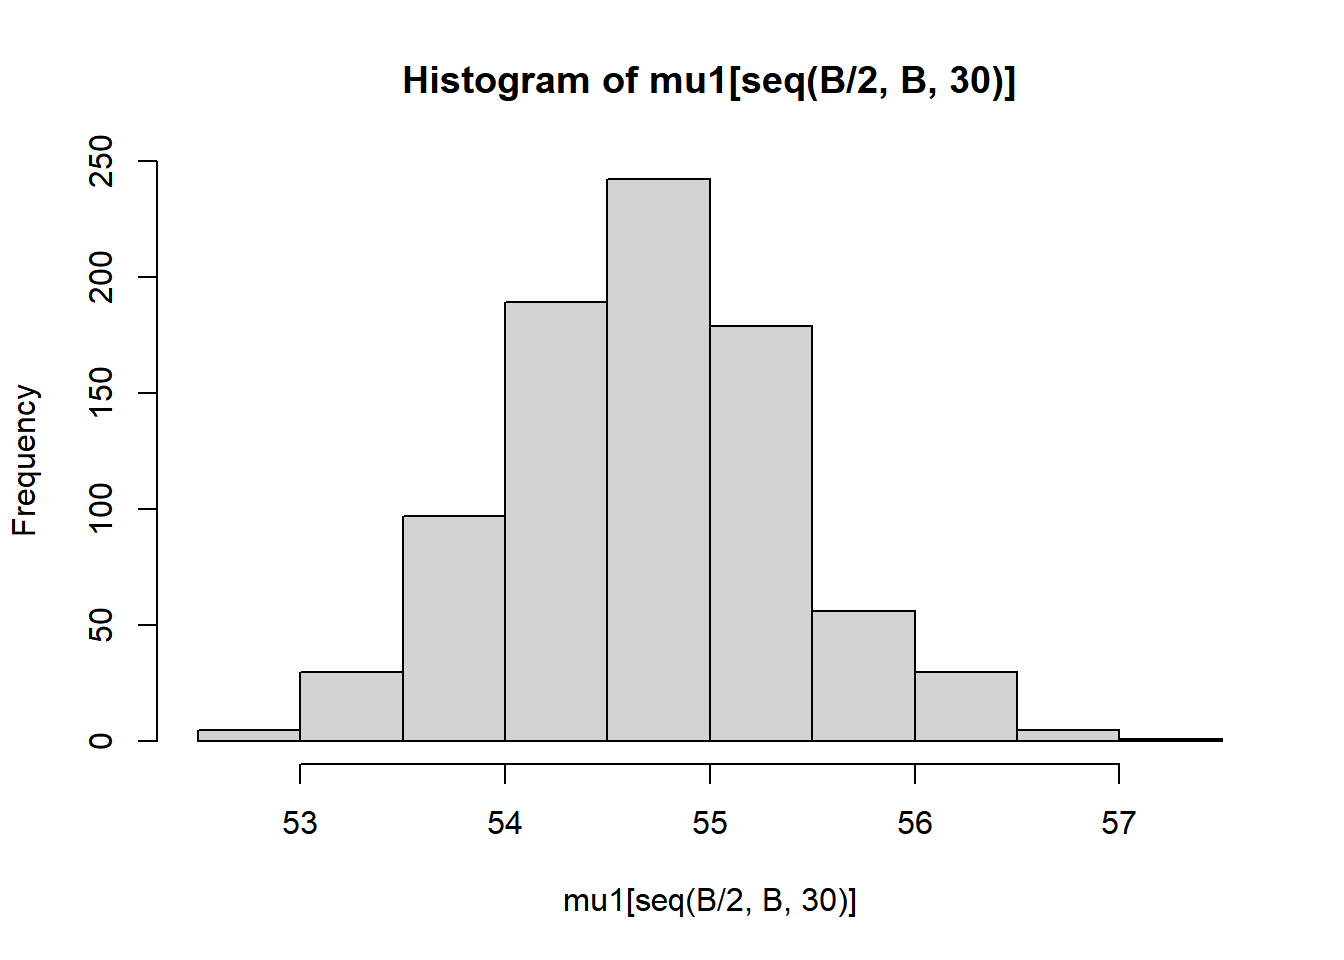 Histogram of mu1[seq(B/2, B, 30)]
Frequency
250
200
150
100
50
0
53 54 55 56 57
mu1[seq(B/2, B, 30)]